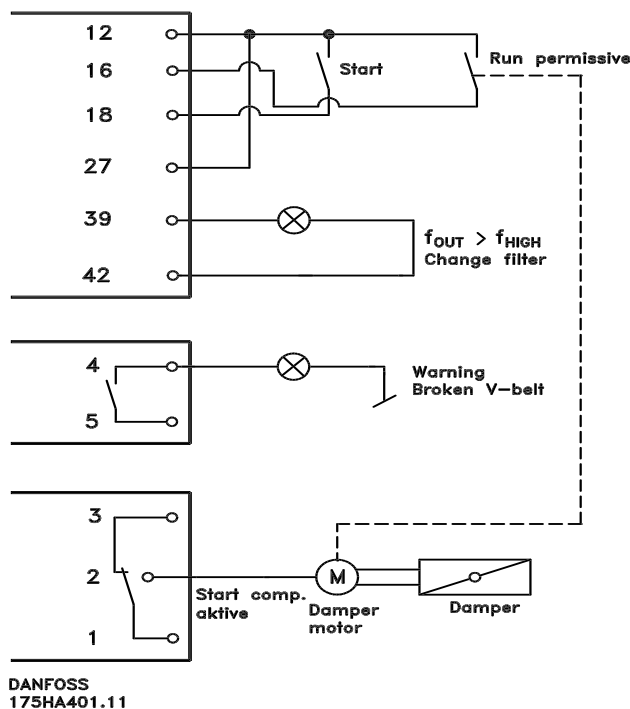 12
16
Start
Run permissive
18
27
39
fOUT > fHIGH
Change filter
42
4
Warning
Broken V-belt
5
3
2
M
Start comp.
aktive
Damper
motor
Damper
1
DANFOSS
175HA401.11